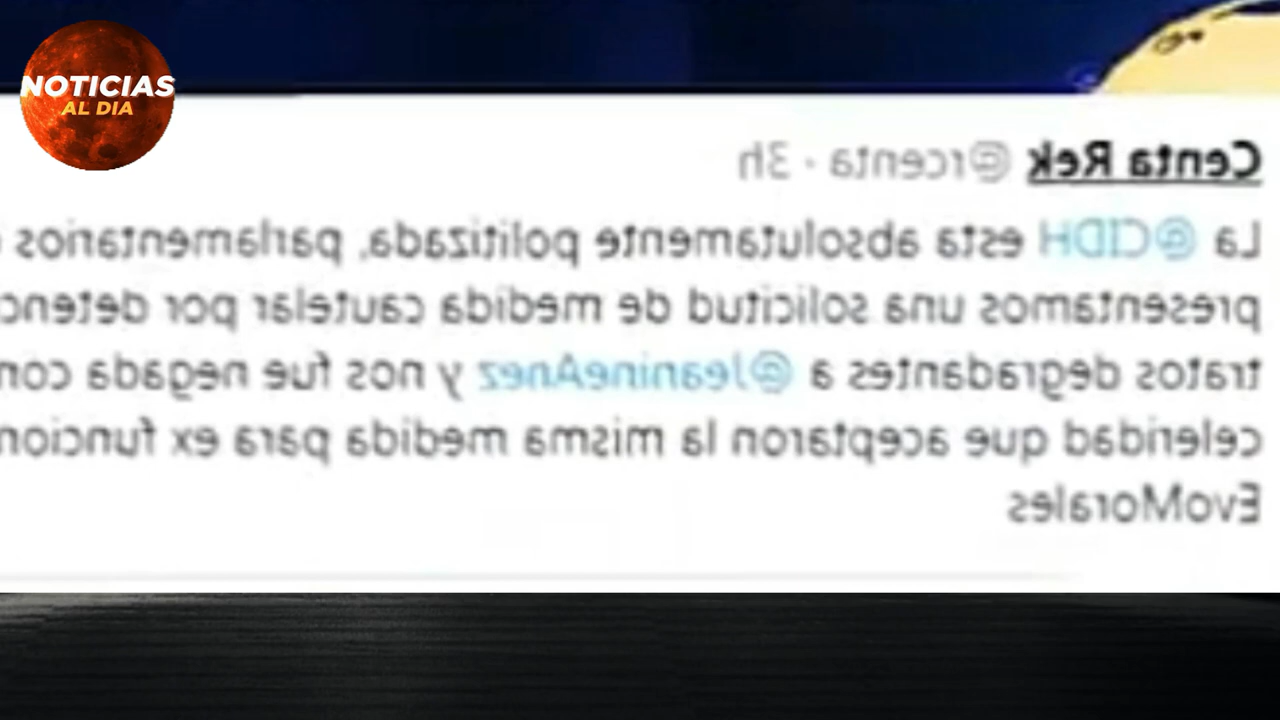 NOTICIAS
AL DIA
Centa Rek @rcenta · 3h
La @CIDH esta absolutamente politizada, parlamentarios
presentamos una solicitud de medida cautelar por
tratos degradantes a @JeanineAnez y nos fue negada
celeridad que aceptaron la misma medida para ex
EvoMorales